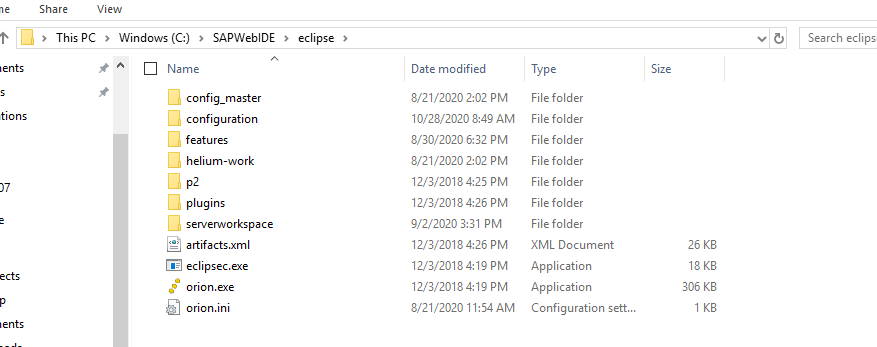 Share View
This PC > Windows (C:) > SAPWebIDE > eclipse >
Search eclips
Name Date modified Type Size
config_master 8/21/2020 2:02 PM File folder
configuration 10/28/2020 8:49 AM File folder
features 8/30/2020 6:32 PM File folder
helium-work 8/21/2020 2:02 PM File folder
p2 12/3/2018 4:25 PM File folder
plugins 12/3/2018 4:26 PM File folder
serverworkspace 9/2/2020 3:31 PM File folder
artifacts.xml 12/3/2018 4:26 PM XML Document 26 KB
eclipsec.exe 12/3/2018 4:19 PM Application 18 KB
orion.exe 12/3/2018 4:19 PM Application 306 KB
orion.ini 8/21/2020 11:54 AM Configuration sett... 1 KB
ments
s
ations
07
e
ects
p
ments